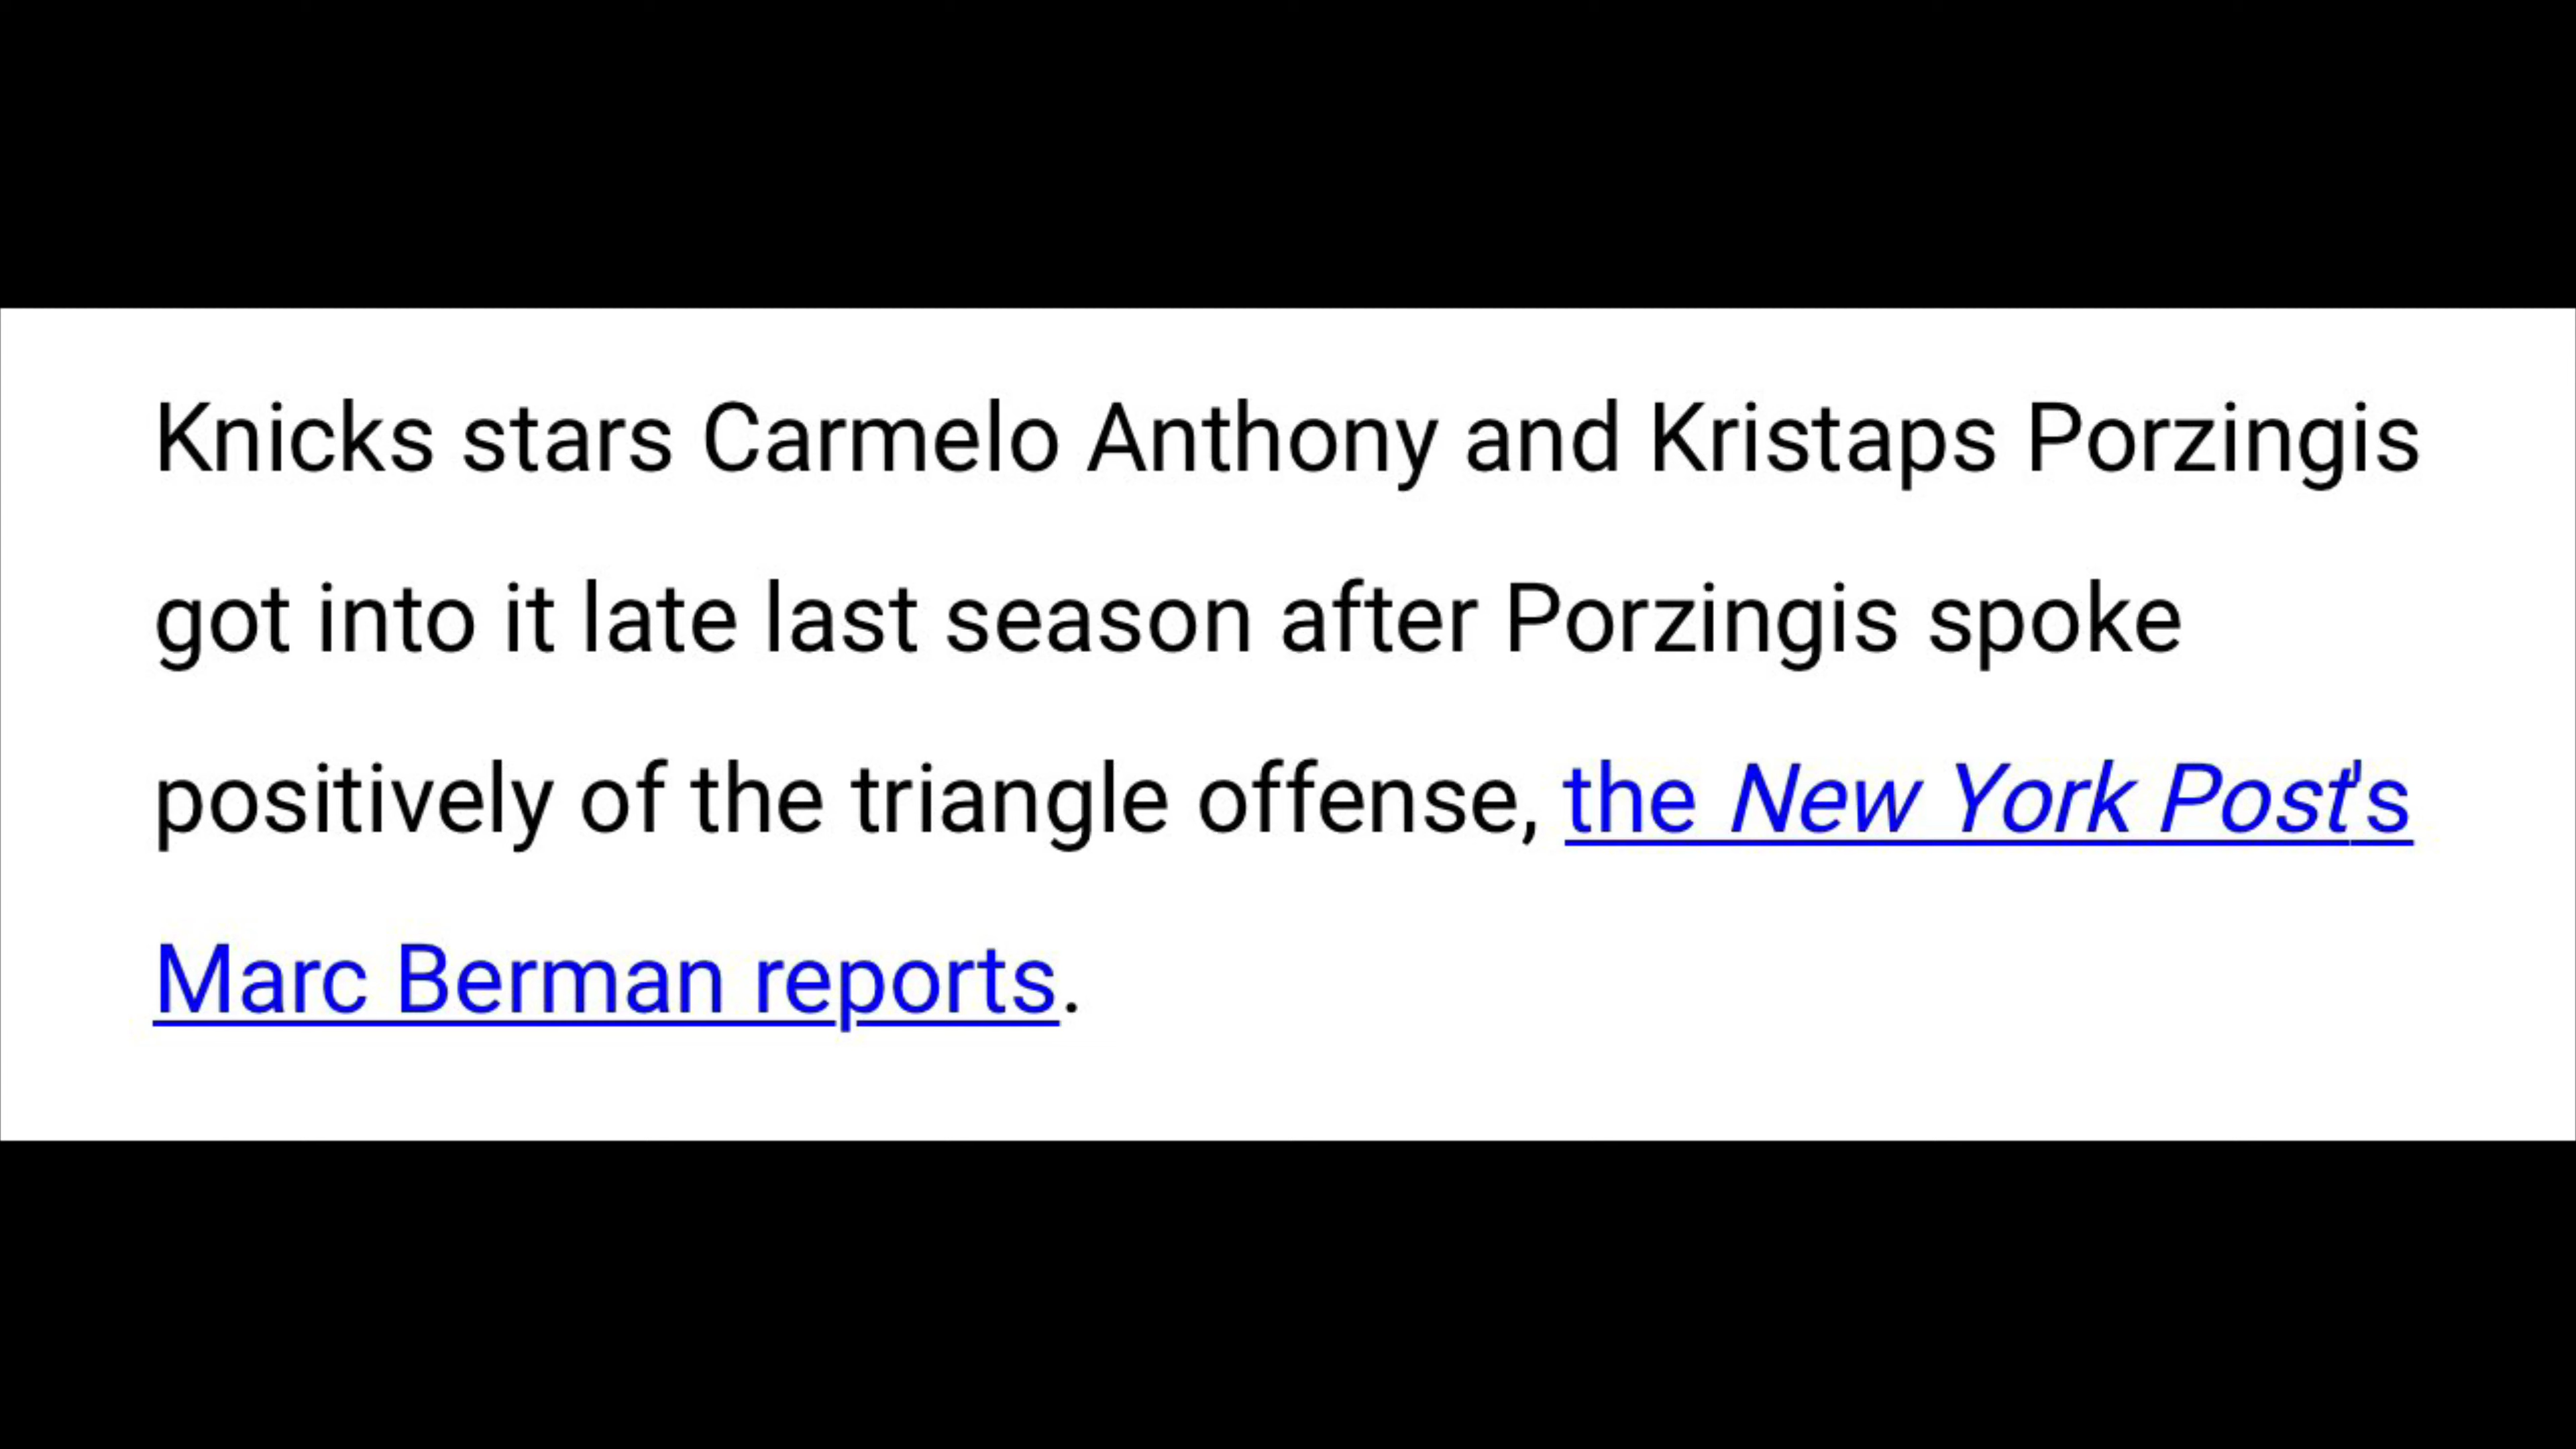 Knicks stars Carmelo Anthony and Kristaps Porzingis
got into it late last season after Porzingis spoke
positively of the triangle offense, the New York Post's
Marc Berman reports.